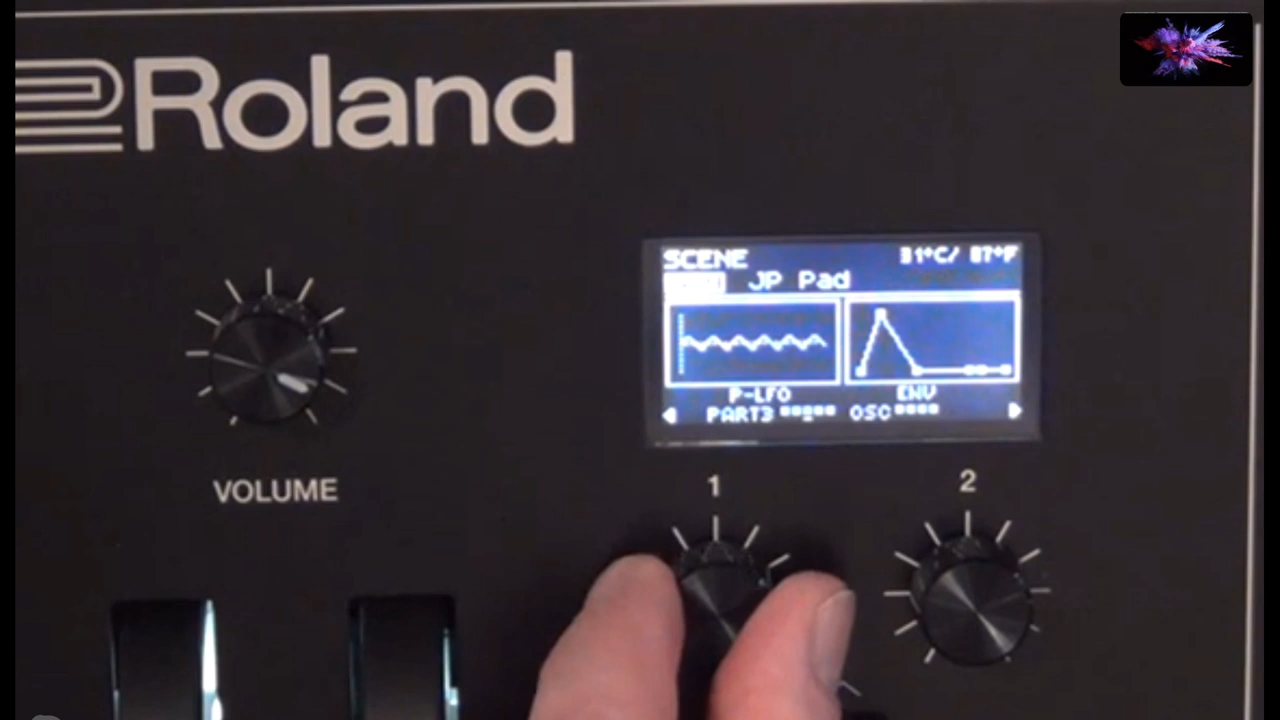 Roland
SCENE 31°C/ 87°F
JP Pad
P-LFO ENV
PART3 OSC
VOLUME
1 2